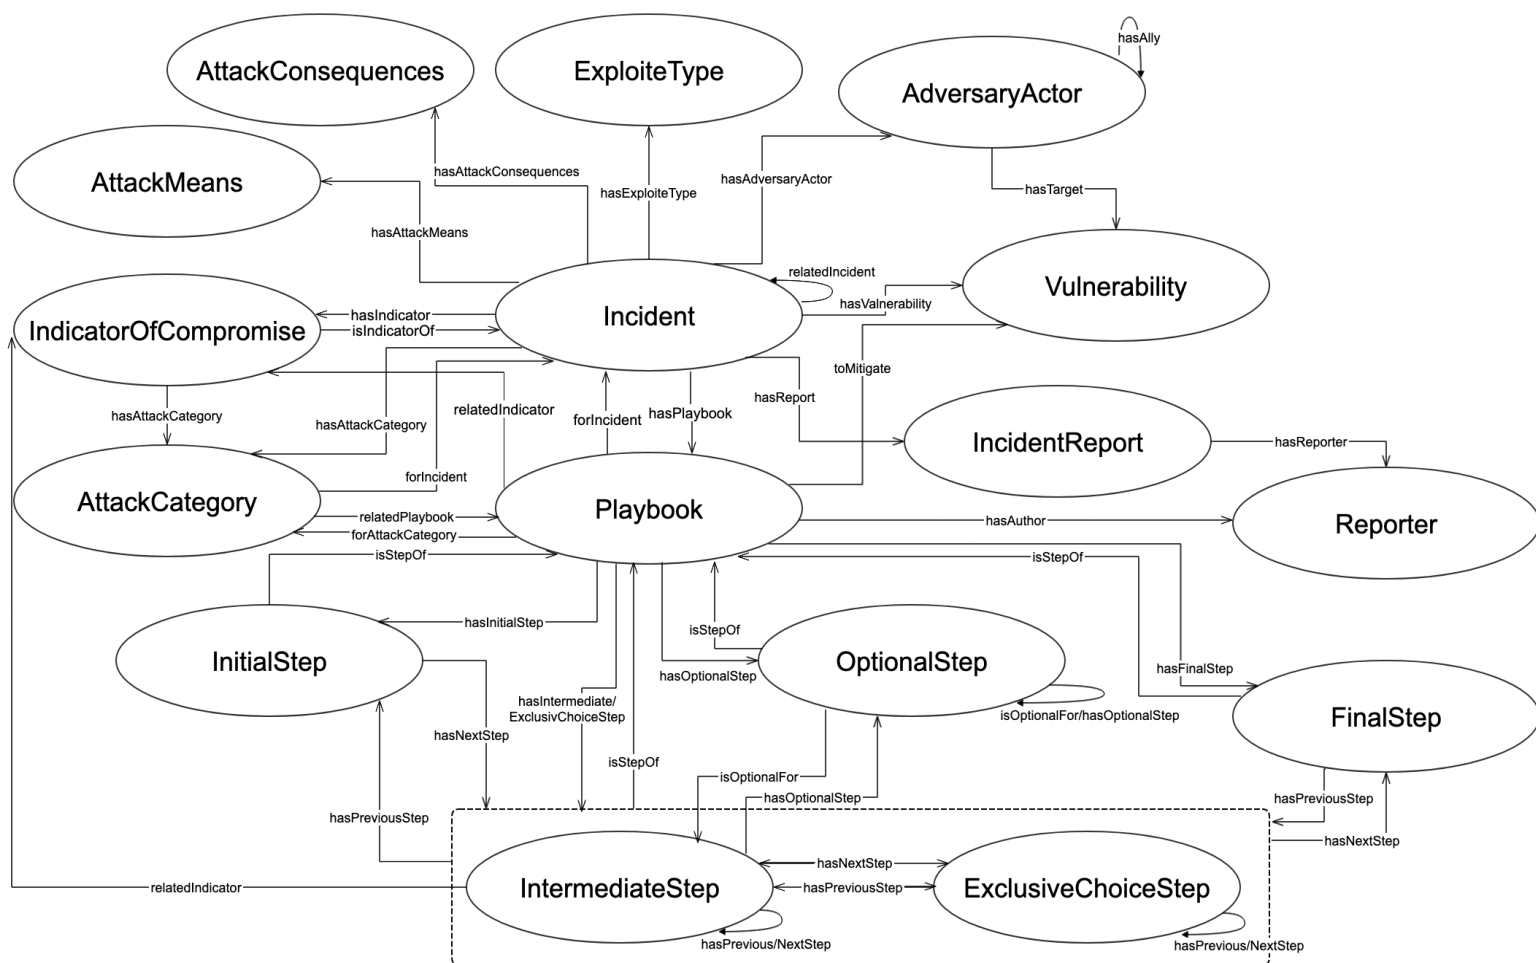 hasAlly
AttackConsequences
ExploiteType
AdversaryActor
hasAttackConsequences
hasAdversaryActor
AttackMeans
hasExploiteType
hasTarget
hasAttackMeans
relatedIncident
Vulnerability
hasValnerability
hasIndicator
Incident
IndicatorOfCompromise
isIndicatorOf
toMitigate
hasReport
relatedIndicator
hasAttackCategory
hasAttackCategory
forIncident
hasPlaybook
IncidentReport
hasReporter
forIncident
AttackCategory
Playbook
relatedPlaybook
hasAuthor
Reporter
forAttackCategory
isStepOf
isStepOf
hasInitialStep
isStepOf
InitialStep
OptionalStep
hasOptionalStep
hasFinalStep
hasIntermediate/
ExclusivChoiceStep
isOptionalFor/hasOptionalStep
FinalStep
hasNextStep
isStepOf
isOptionalFor
hasOptionalStep
hasPreviousStep
hasPreviousStep
hasNextStep
hasNextStep
relatedIndicator
IntermediateStep
hasPreviousStep
ExclusiveChoiceStep
hasPrevious/NextStep
hasPrevious/NextStep